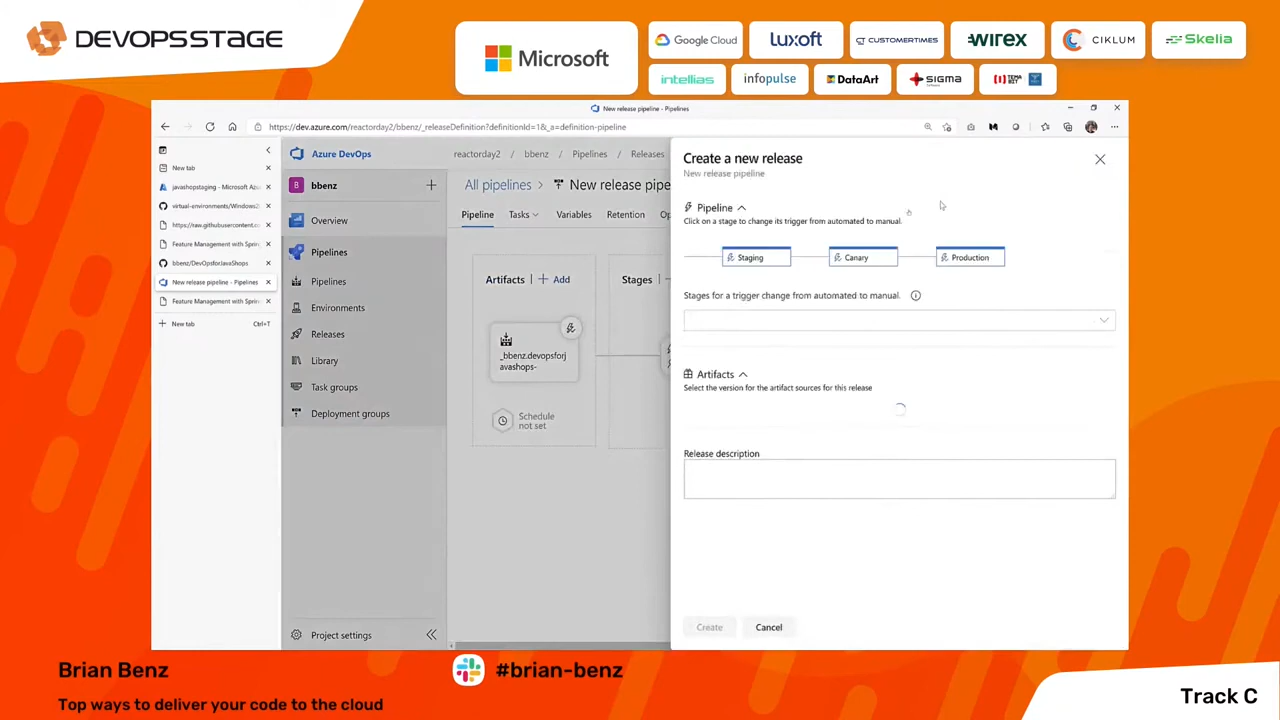 DEVOPSSTAGE
Microsoft
Google Cloud
Luxoft
CUSTOMERTIMES
WIREX
CIKLUM
Skelia
intellias
infopulse
DataArt
SIGMA
Software
ТЕМА
БІТ
New release pipeline - Pipelines
https://dev.azure.com/reactorday2/bbenz/_releaseDefinition?definitionId=1&_a=definition-pipeline
New tab
javashopstaging - Microsoft Azu
virtual-environments/Windows2
https://raw.githubusercontent.cc
Feature Management with Sprin
bbenz/DevOpsforJavaShops
New release pipeline - Pipelines
Feature Management with Sprin
New tab
Ctrl+T
Azure DevOps
bbenz
Overview
Pipelines
Pipelines
Environments
Releases
Library
Task groups
Deployment groups
Project settings
reactorday2 / bbenz / Pipelines / Releases
All pipelines > New release pipe
Pipeline Tasks Variables Retention Op
Artifacts + Add
Stages
_bbenz.devopsforj
avashops-
Schedule
not set
Create a new release
New release pipeline
Pipeline
Click on a stage to change its trigger from automated to manual.
Staging
Canary
Production
Stages for a trigger change from automated to manual.
Artifacts
Select the version for the artifact sources for this release
Release description
Create
Cancel
Brian Benz
#brian-benz
Top ways to deliver your code to the cloud
Track C